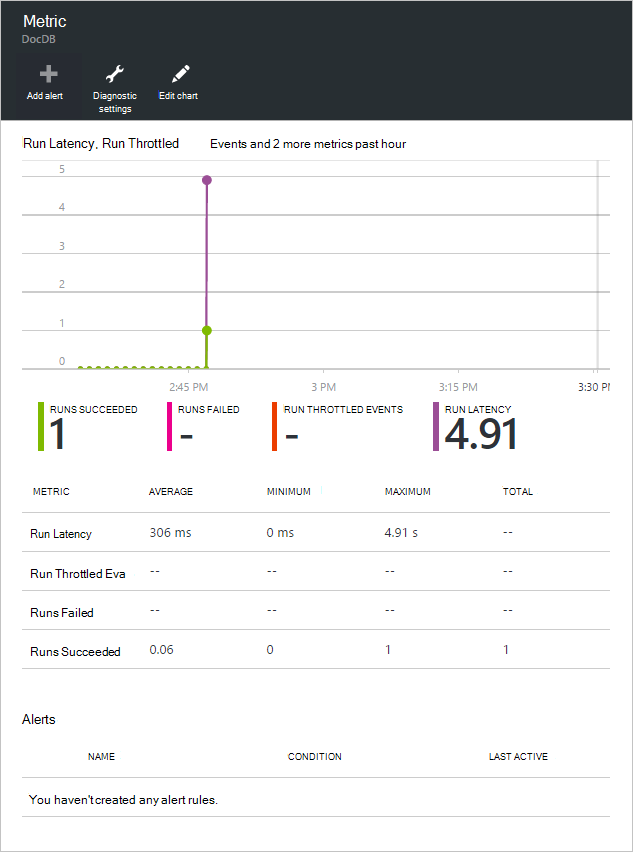 Metric
DocDB
Add alert
Diagnostic
settings
Edit chart
Run Latency, Run Throttled Events and 2 more metrics past hour
5
4
3
2
1
0
2:45 PM 3 PM 3:15 PM 3:30 PM
RUNS SUCCEEDED RUNS FAILED RUN THROTTLED EVENTS RUN LATENCY
1 - - 4.91
METRIC AVERAGE MINIMUM MAXIMUM TOTAL
Run Latency 306 ms 0 ms 4.91 s --
Run Throttled Eva -- -- -- --
Runs Failed -- -- -- --
Runs Succeeded 0.06 0 1 1
Alerts
NAME CONDITION LAST ACTIVE
You haven't created any alert rules.